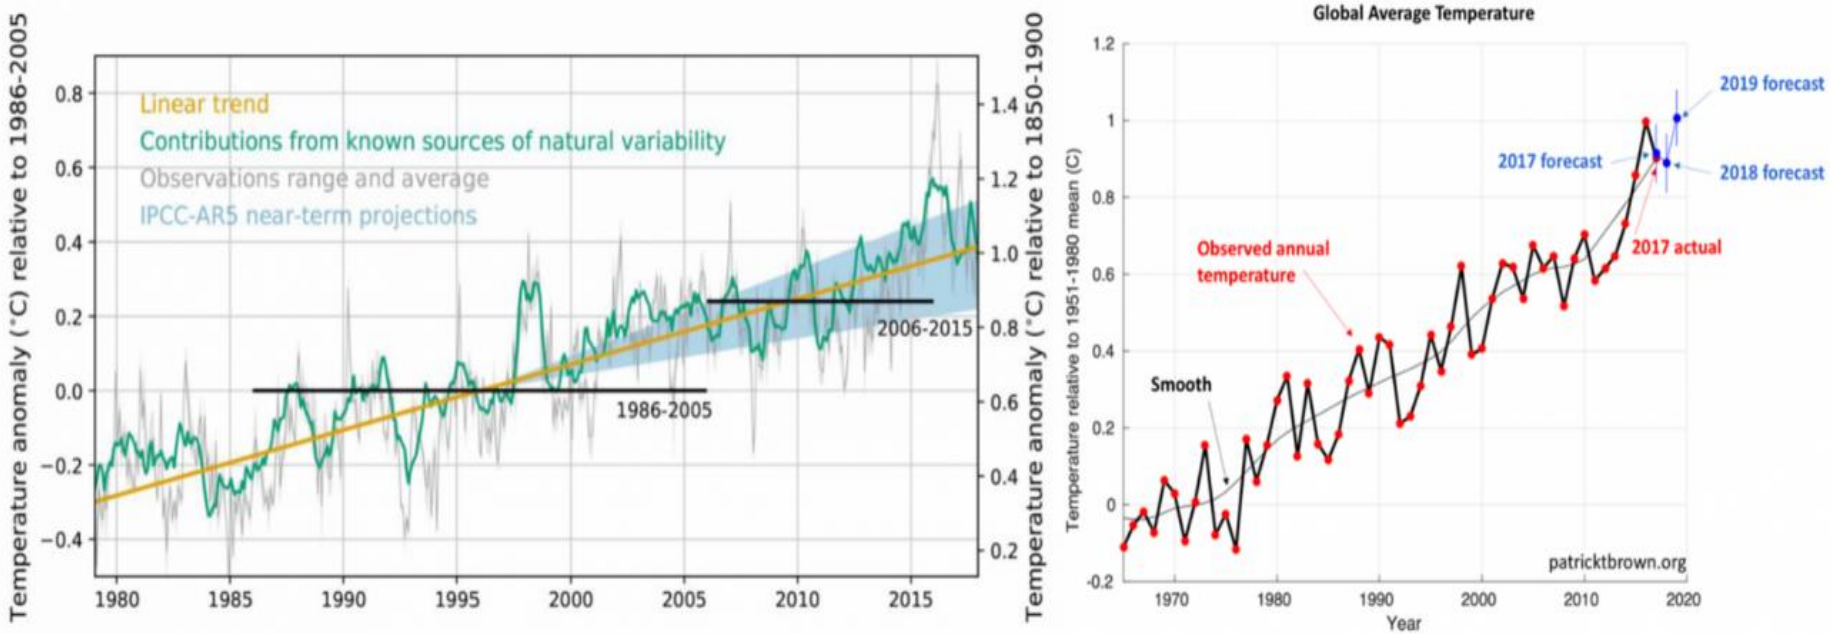 Temperature anomaly (°C) relative to 1986-2005
0.8
0.6
0.4
0.2
0.0
−0.2
−0.4
Linear trend
Contributions from known sources of natural variability
Observations range and average
IPCC-AR5 near-term projections
2006-2015
1986-2005
1980 1985 1990 1995 2000 2005 2010 2015
1.4
1.2
1.0
0.8
0.6
0.4
0.2
Temperature anomaly (°C) relative to 1850-1900
Global Average Temperature
Temperature relative to 1951-1980 mean (C)
1.2
1
0.8
0.6
0.4
0.2
0
-0.2
2019 forecast
2017 forecast
2018 forecast
Observed annual
temperature
2017 actual
Smooth
patricktbrown.org
1970 1980 1990 2000 2010 2020
Year